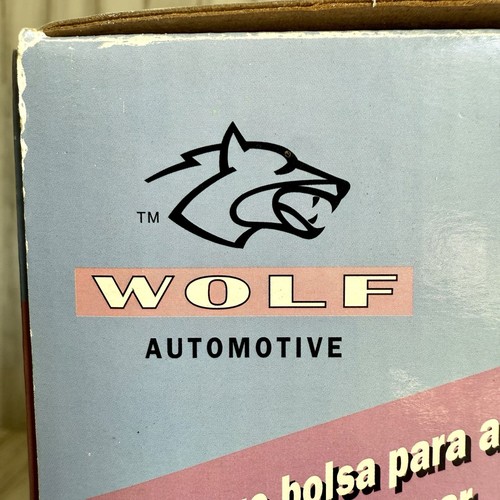 TM
WOLF
AUTOMOTIVE
bolsa para a